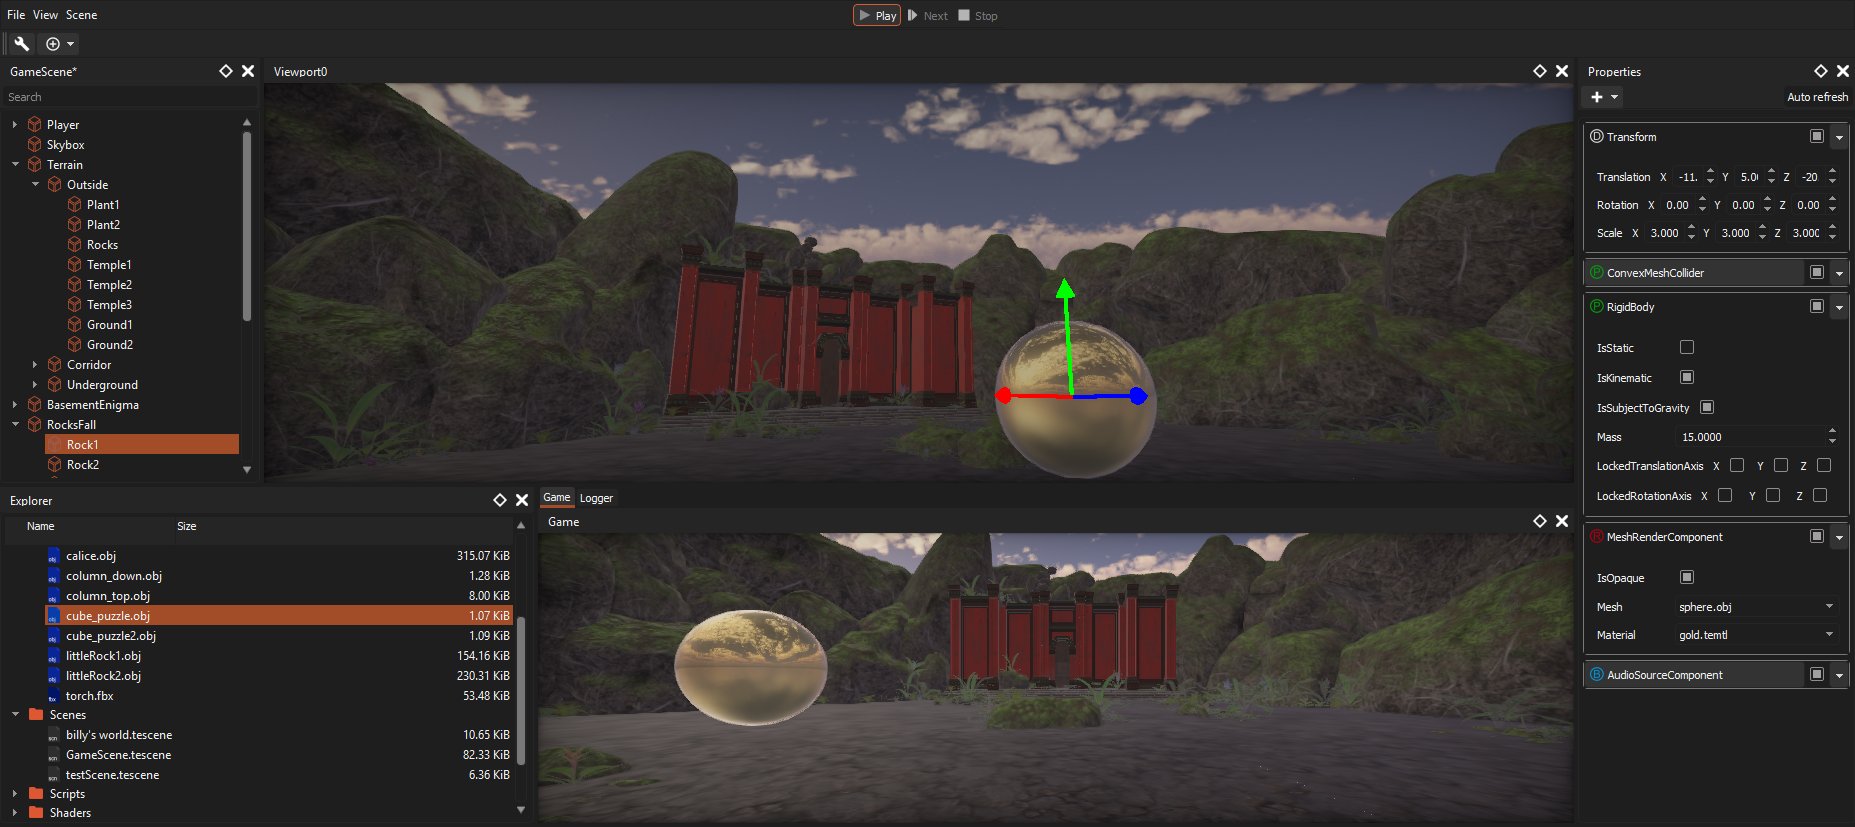 File View Scene
Play Next Stop
GameScene*
Search
Player
Skybox
Terrain
Outside
Plant1
Plant2
Rocks
Temple1
Temple2
Temple3
Ground1
Ground2
Corridor
Underground
BasementEnigma
RocksFall
Rock1
Rock2
Viewport0
Explorer
Name Size
calice.obj 315.07 KiB
column_down.obj 1.28 KiB
column_top.obj 8.00 KiB
cube_puzzle.obj 1.07 KiB
cube_puzzle2.obj 1.09 KiB
littleRock1.obj 154.16 KiB
littleRock2.obj 230.31 KiB
torch.fbx 53.48 KiB
Scenes
billy's world.tescene 10.65 KiB
GameScene.tescene 82.33 KiB
testScene.tescene 6.36 KiB
Scripts
Shaders
Game Logger
Game
Properties
Auto refresh
D Transform
Translation X -11. Y 5.0 Z -20
Rotation X 0.00 Y 0.00 Z 0.00
Scale X 3.000 Y 3.000 Z 3.000
P ConvexMeshCollider
P RigidBody
IsStatic
IsKinematic
IsSubjectToGravity
Mass 15.0000
LockedTranslationAxis X Y Z
LockedRotationAxis X Y Z
R MeshRenderComponent
IsOpaque
Mesh sphere.obj
Material gold.temtl
B AudioSourceComponent